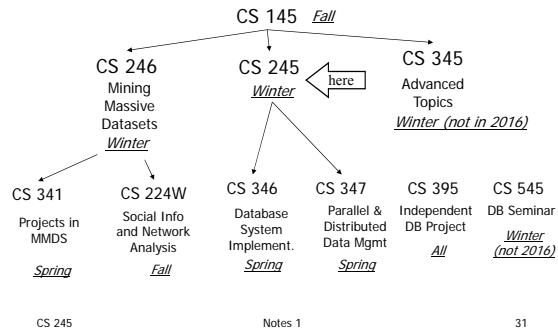 CS 145 Fall
CS 246
Mining
Massive
Datasets
Winter
CS 245
Winter
here
CS 345
Advanced
Topics
Winter (not in 2016)
CS 341
Projects in
MMDS
Spring
CS 224W
Social Info
and Network
Analysis
Fall
CS 346
Database
System
Implement.
Spring
CS 347
Parallel &
Distributed
Data Mgmt
Spring
CS 395
Independent
DB Project
All
CS 545
DB Seminar
Winter
(not 2016)
CS 245 Notes 1 31